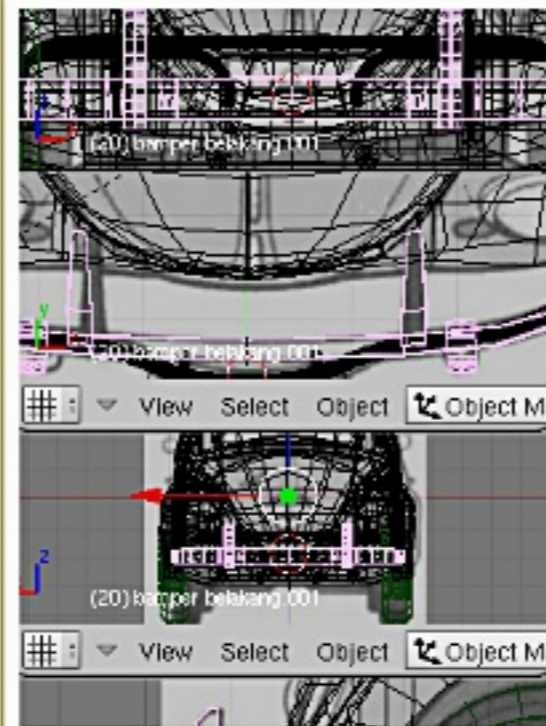 (20) bamper belakang.001
y
(20) bamper belakang.001
View Select Object Object M
z
(20) bamper belakang.001
View Select Object Object M